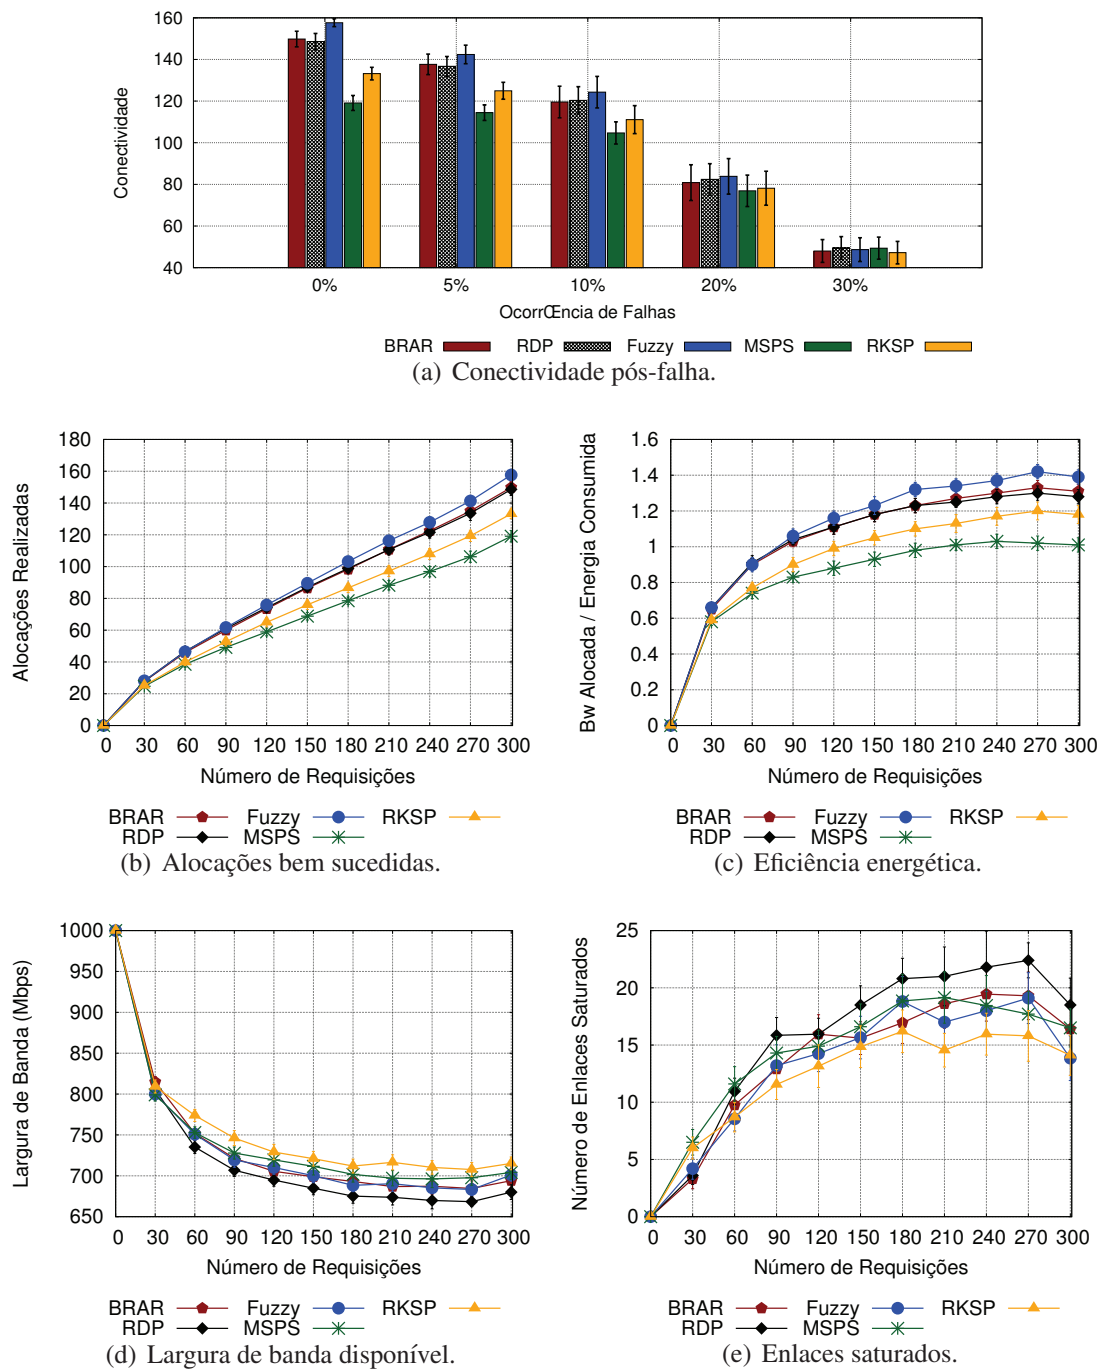 160
140
120
100
80
60
40
Conectividade
0% 5% 10% 20% 30%
OcorrŒncia de Falhas
BRAR RDP Fuzzy MSPS RKSP
(a) Conectividade pós-falha.
180
160
140
120
100
80
60
40
20
0
Alocações Realizadas
0 30 60 90 120 150 180 210 240 270 300
Número de Requisições
BRAR Fuzzy RKSP
RDP MSPS
(b) Alocações bem sucedidas.
1.6
1.4
1.2
1
0.8
0.6
0.4
0.2
0
Bw Alocada / Energia Consumida
0 30 60 90 120 150 180 210 240 270 300
Número de Requisições
BRAR Fuzzy RKSP
RDP MSPS
(c) Eficiência energética.
1000
950
900
850
800
750
700
650
Largura de Banda (Mbps)
0 30 60 90 120 150 180 210 240 270 300
Número de Requisições
BRAR Fuzzy RKSP
RDP MSPS
(d) Largura de banda disponível.
25
20
15
10
5
0
Número de Enlaces Saturados
0 30 60 90 120 150 180 210 240 270 300
Número de Requisições
BRAR Fuzzy RKSP
RDP MSPS
(e) Enlaces saturados.